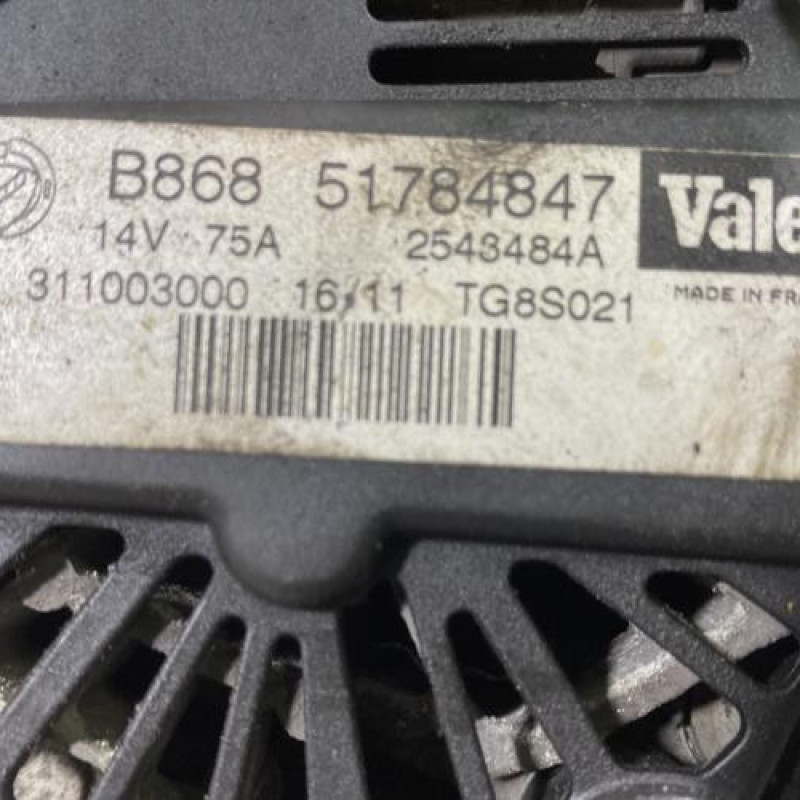 B868 51784847
14V 75A 2543484A
311003000 16/11 TG8S021
Vale
MADE IN FR